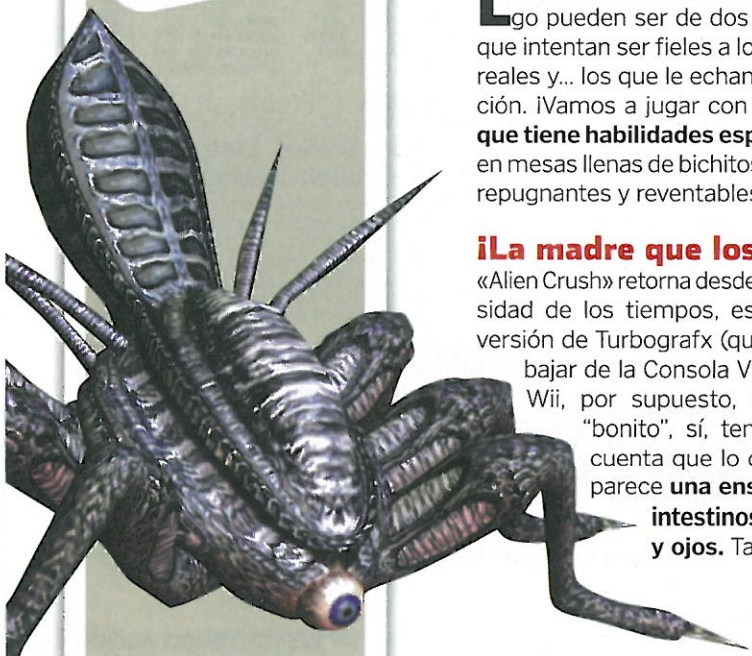 Lgo pueden ser de dos
que intentan ser fieles a lo
reales y... los que le echan
ción. ¡Vamos a jugar con
que tiene habilidades esp
en mesas llenas de bichitos
repugnantes y reventables
¡La madre que los
«Alien Crush» retorna desde
sidad de los tiempos, es
versión de Turbografx (qu
bajar de la Consola V
Wii, por supuesto,
"bonito", sí, ten
cuenta que lo
parece una ens
intestinos
y ojos. Ta